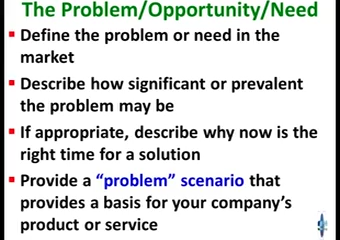 The Problem/Opportunity/Need
Define the problem or need in the
market
Describe how significant or prevalent
the problem may be
If appropriate, describe why now is the
right time for a solution
Provide a “problem” scenario that
provides a basis for your company’s
product or service